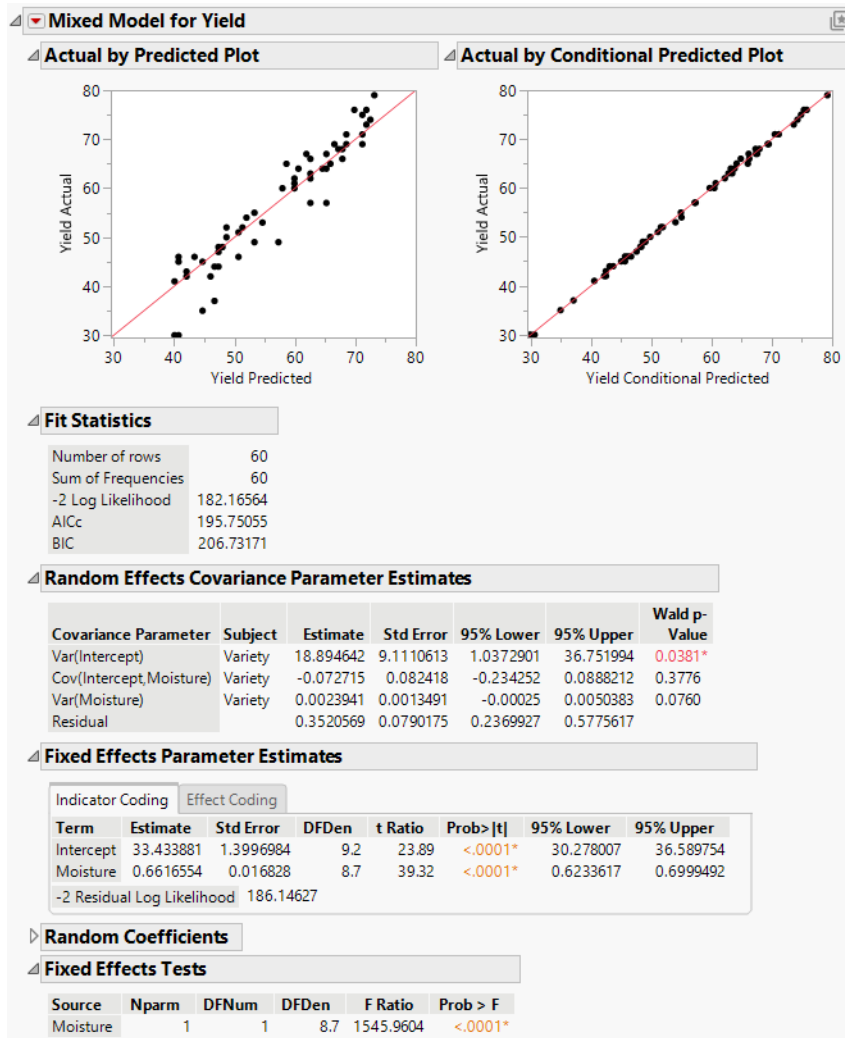 Mixed Model for Yield
Actual by Predicted Plot
80
70
60
50
40
30
Yield Actual
30 40 50 60 70 80
Yield Predicted
Actual by Conditional Predicted Plot
80
70
60
50
40
30
Yield Actual
30 40 50 60 70 80
Yield Conditional Predicted
Fit Statistics
Number of rows 60
Sum of Frequencies 60
-2 Log Likelihood 182.16564
AICc 195.75055
BIC 206.73171
Random Effects Covariance Parameter Estimates
Wald p-
Covariance Parameter Subject Estimate Std Error 95% Lower 95% Upper Value
Var(Intercept) Variety 18.894642 9.1110613 1.0372901 36.751994 0.0381*
Cov(Intercept,Moisture) Variety -0.072715 0.082418 -0.234252 0.0888212 0.3776
Var(Moisture) Variety 0.0023941 0.0013491 -0.00025 0.0050383 0.0760
Residual 0.3520569 0.0790175 0.2369927 0.5775617
Fixed Effects Parameter Estimates
Indicator Coding Effect Coding
Term Estimate Std Error DFDen t Ratio Prob>|t| 95% Lower 95% Upper
Intercept 33.433881 1.3996984 9.2 23.89 <.0001* 30.278007 36.589754
Moisture 0.6616554 0.016828 8.7 39.32 <.0001* 0.6233617 0.6999492
-2 Residual Log Likelihood 186.14627
Random Coefficients
Fixed Effects Tests
Source Nparm DFNum DFDen F Ratio Prob > F
Moisture 1 1 8.7 1545.9604 <.0001*